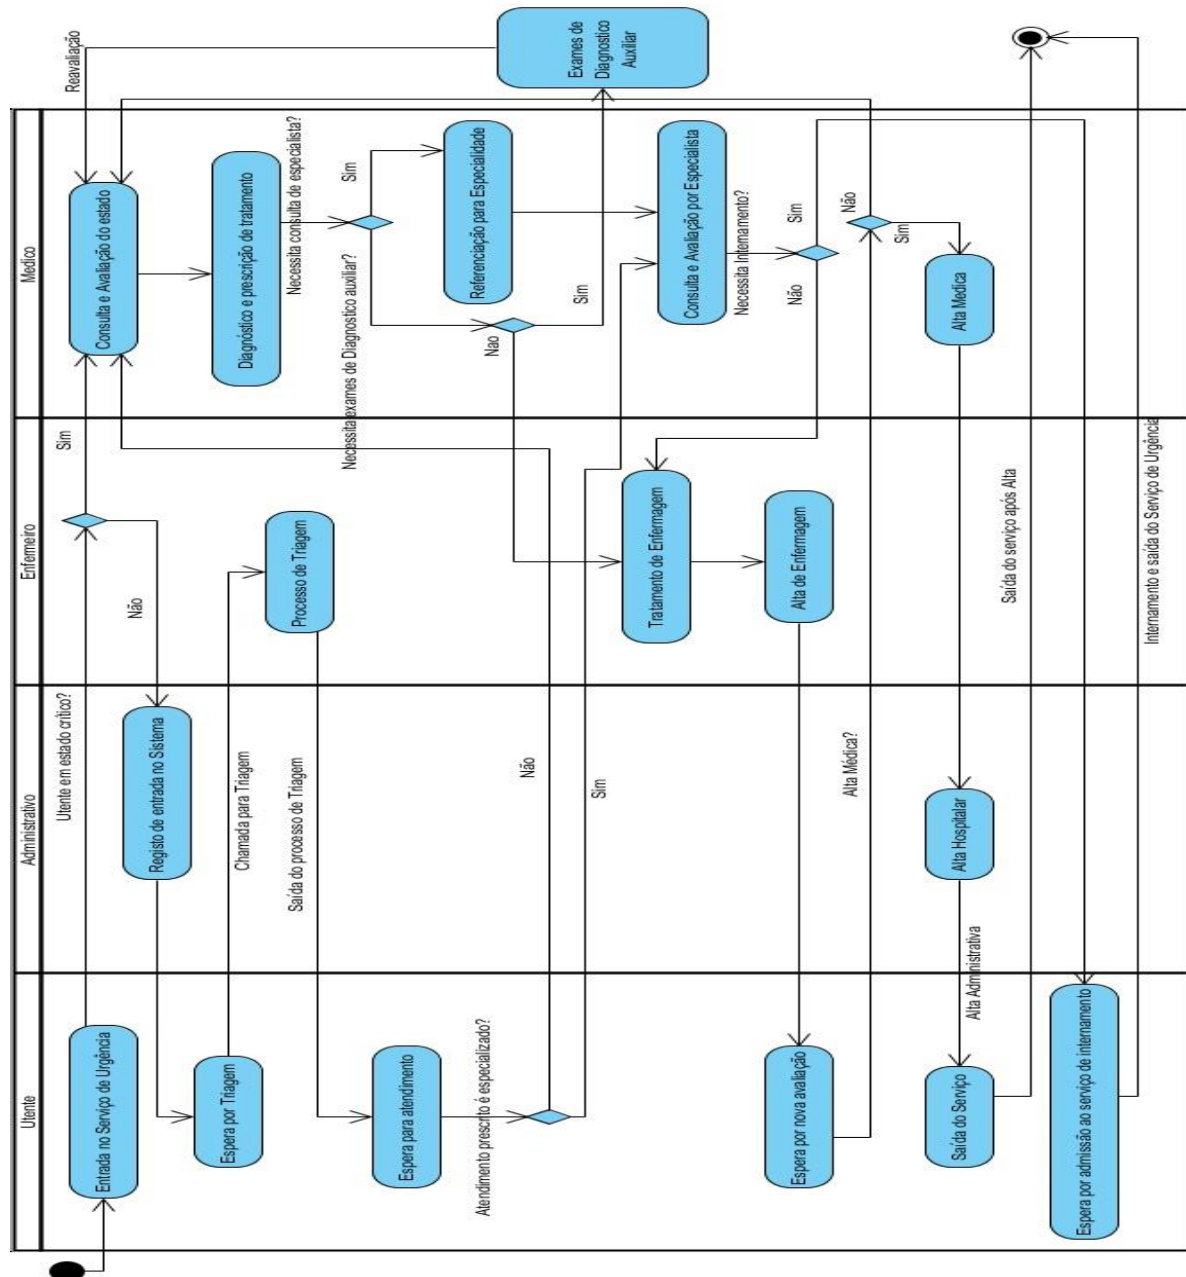 Utente
Administrativo
Enfermeiro
Medico
Entrada no Serviço de Urgência
Utente em estado crítico?
Sim
Não
Consulta e Avaliação do estado
Reavaliação
Registo de entrada no Sistema
Espera por Triagem
Chamada para Triagem
Processo de Triagem
Diagnóstico e prescrição de tratamento
Saída do processo de Triagem
Necessita consulta de especialista?
Sim
Necessita exames de Diagnostico auxiliar?
Espera para atendimento
Referenciação para Especialidade
Atendimento prescrito é especializado?
Não
Sim
Nao
Sim
Exames de
Diagnostico
Auxiliar
Tratamento de Enfermagem
Consulta e Avaliação por Especialista
Necessita Internamento?
Sim
Não
Espera por nova avaliação
Alta de Enfermagem
Alta Médica?
Não
Sim
Alta Medica
Alta Hospitalar
Alta Administrativa
Saída do Serviço
Saída do serviço após Alta
Espera por admissão ao serviço de internamento
Internamento e saída do Serviço de Urgência